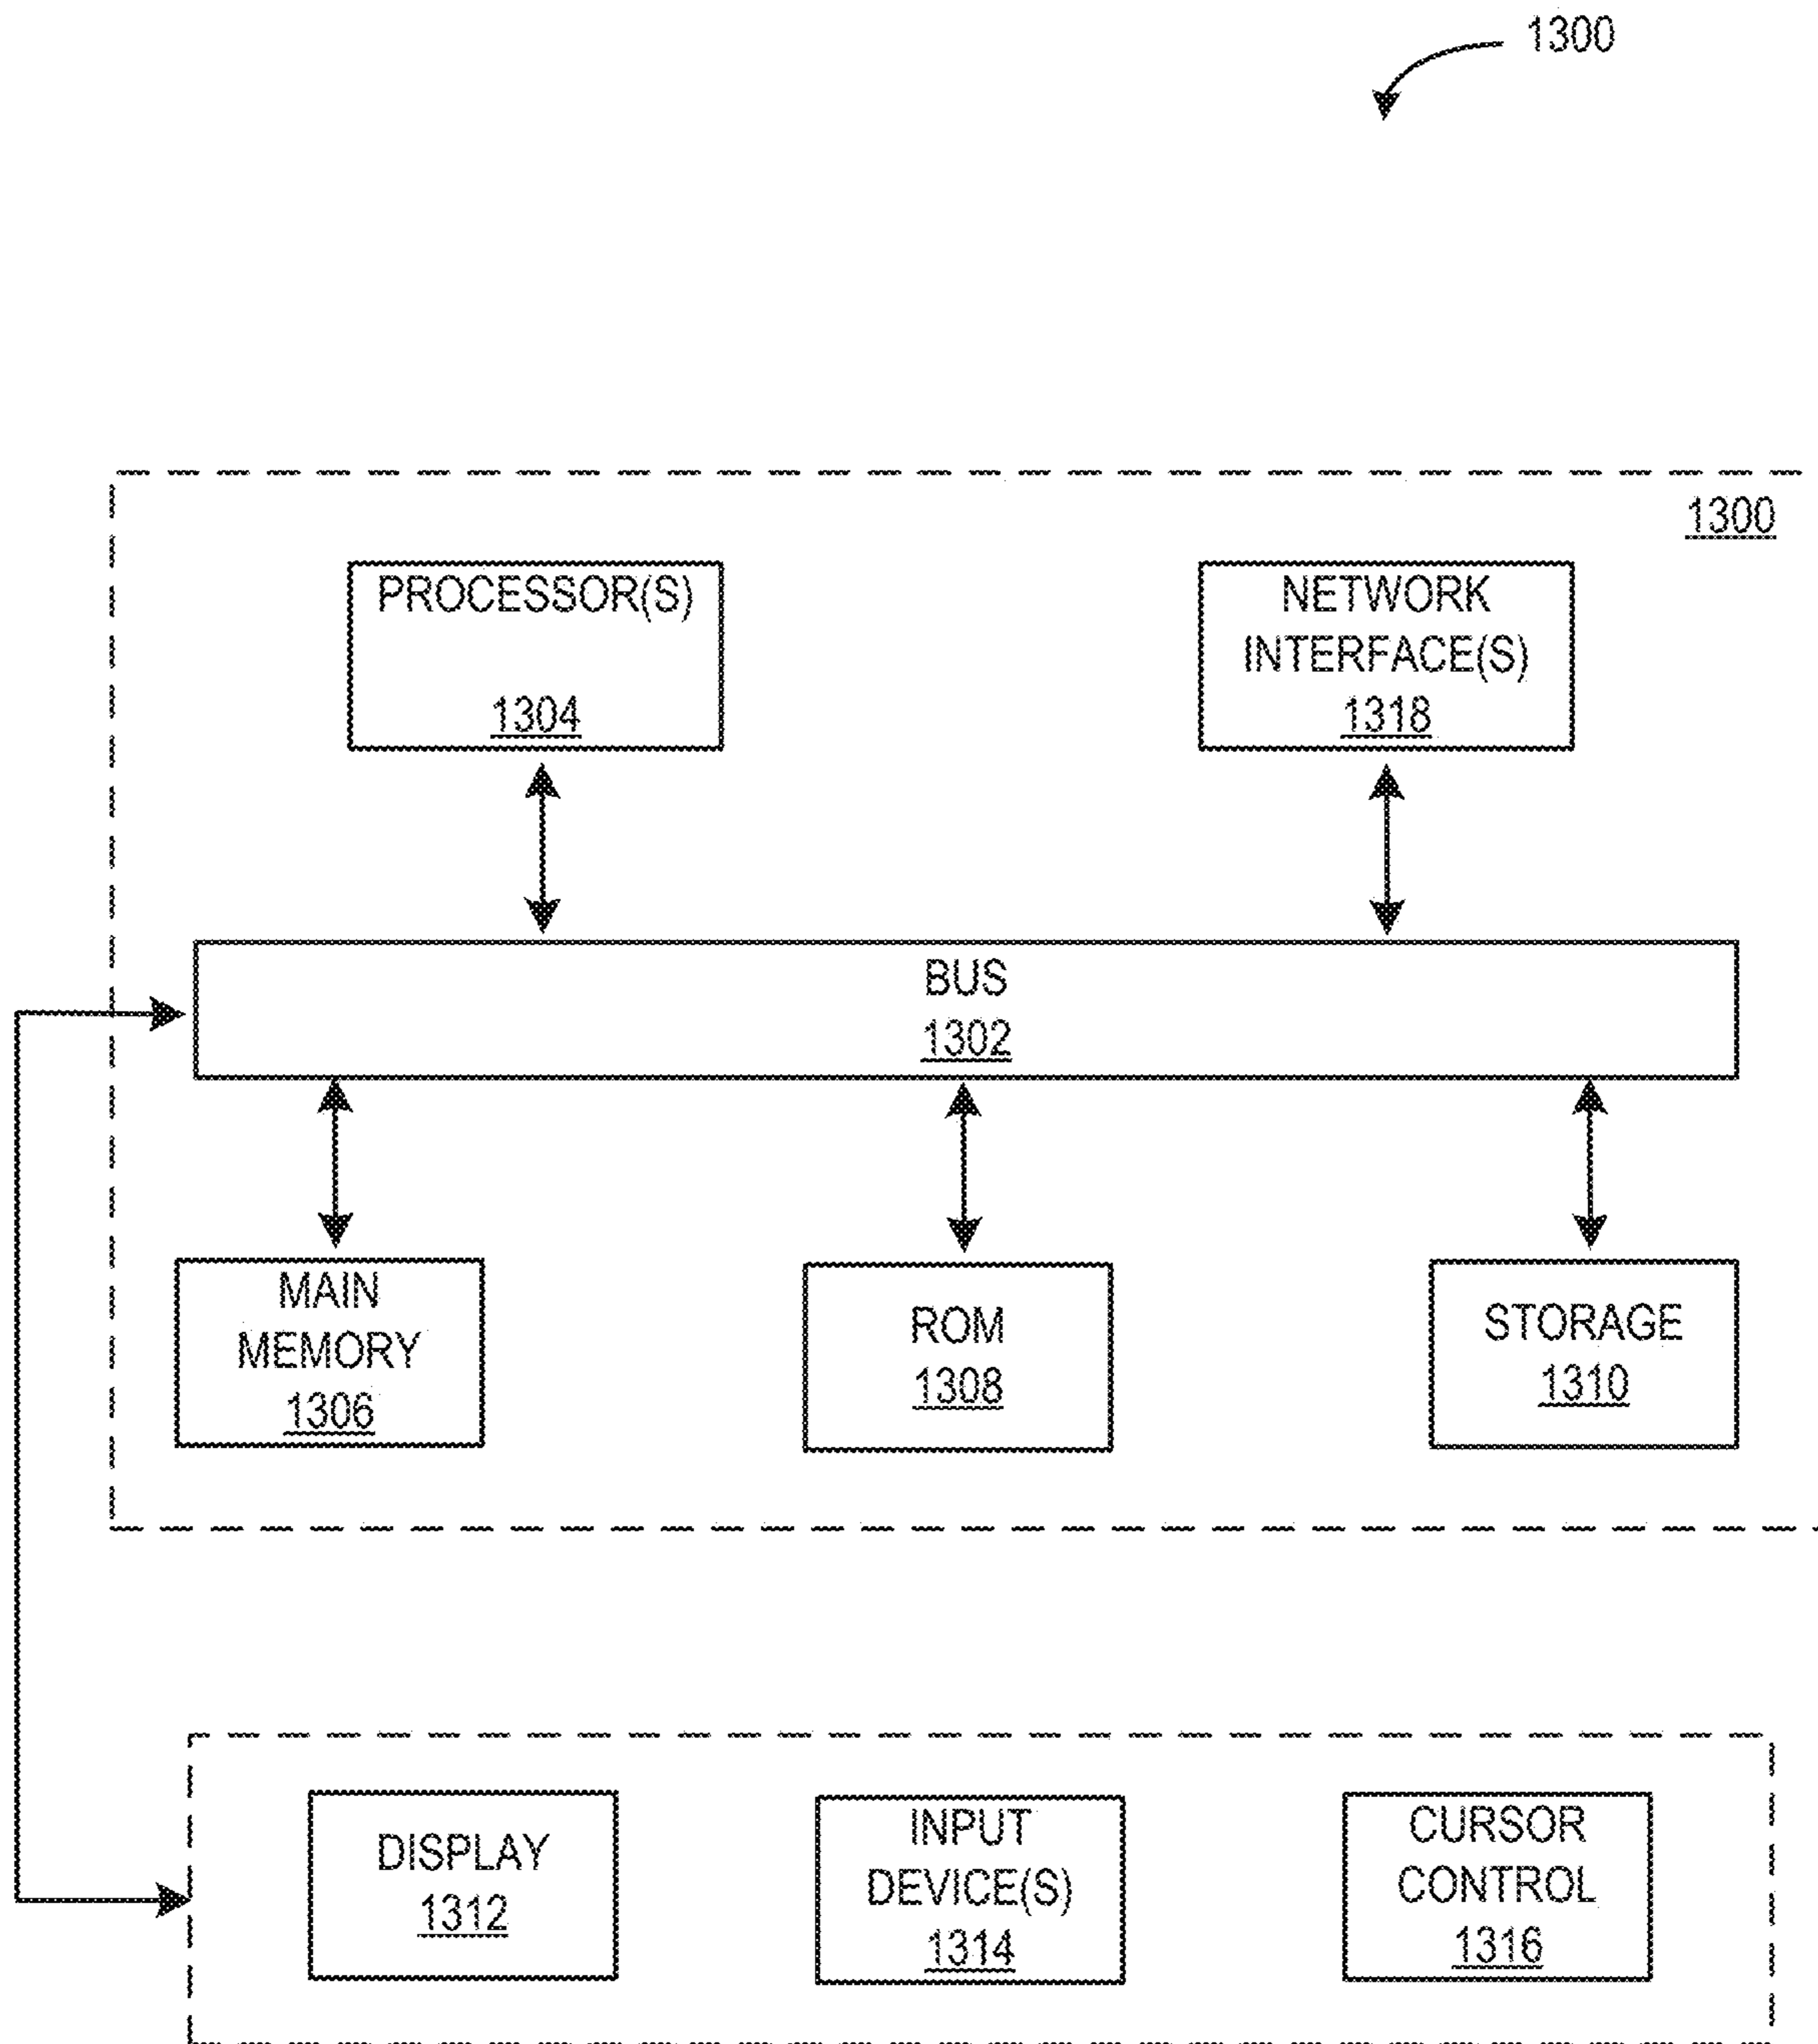 1300
1300
PROCESSOR(S)
1304
NETWORK
INTERFACE(S)
1318
BUS
1302
MAIN
MEMORY
1306
ROM
1308
STORAGE
1310
DISPLAY
1312
INPUT
DEVICE(S)
1314
CURSOR
CONTROL
1316